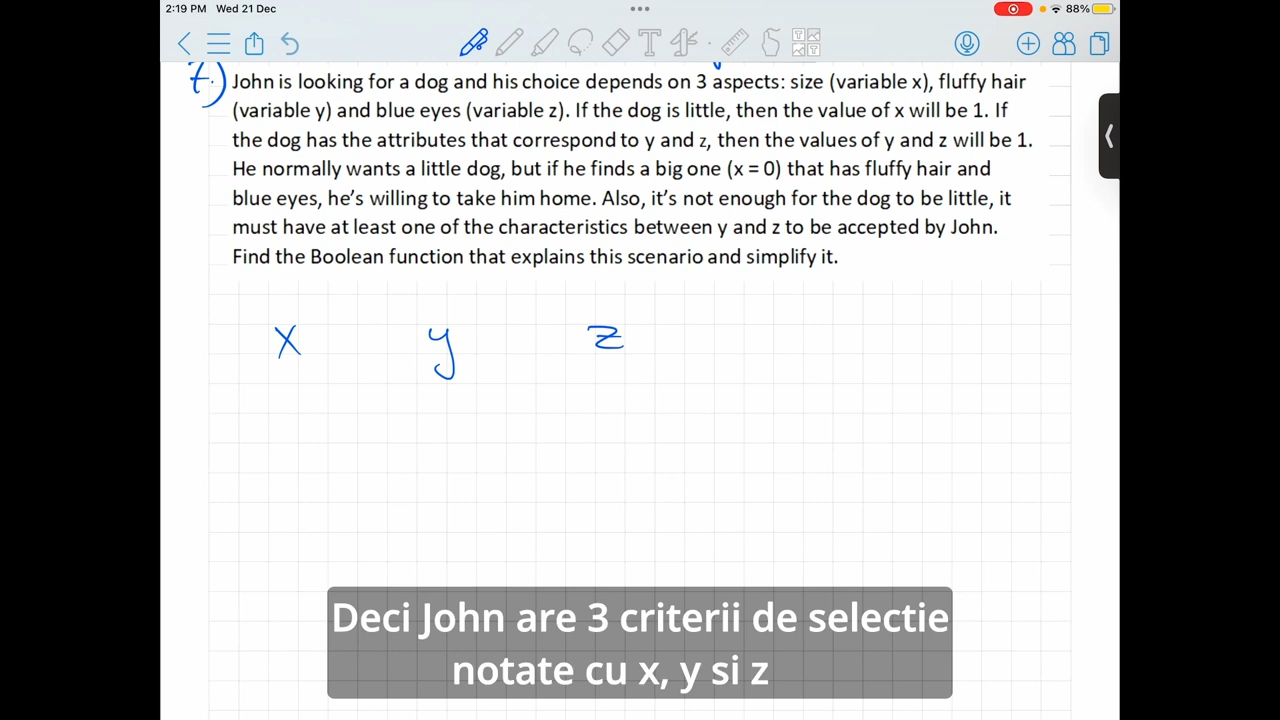 2:19 PM Wed 21 Dec
88%
7.) John is looking for a dog and his choice depends on 3 aspects: size (variable x), fluffy hair
(variable y) and blue eyes (variable z). If the dog is little, then the value of x will be 1. If
the dog has the attributes that correspond to y and z, then the values of y and z will be 1.
He normally wants a little dog, but if he finds a big one (x = 0) that has fluffy hair and
blue eyes, he’s willing to take him home. Also, it’s not enough for the dog to be little, it
must have at least one of the characteristics between y and z to be accepted by John.
Find the Boolean function that explains this scenario and simplify it.
x y z
Deci John are 3 criterii de selectie
notate cu x, y si z